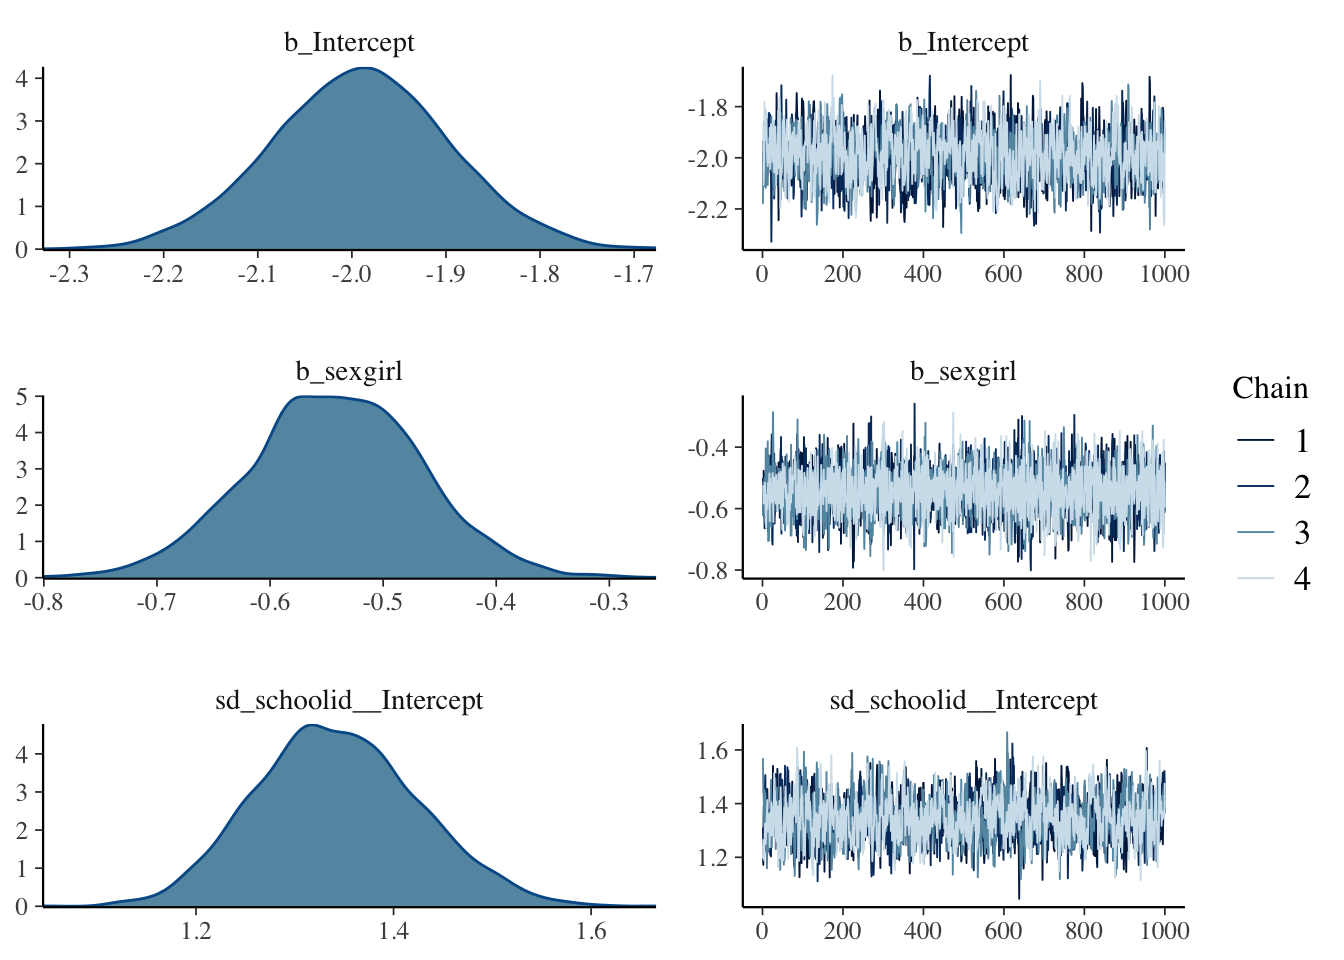 b_Intercept
4
3
2
1
0
-2.3 -2.2 -2.1 -2.0 -1.9 -1.8 -1.7
b_Intercept
-1.8
-2.0
-2.2
0 200 400 600 800 1000
b_sexgirl
5
4
3
2
1
0
-0.8 -0.7 -0.6 -0.5 -0.4 -0.3
b_sexgirl
-0.4
-0.6
-0.8
0 200 400 600 800 1000
Chain
1
2
3
4
sd_schoolid__Intercept
4
3
2
1
0
1.2 1.4 1.6
sd_schoolid__Intercept
1.6
1.4
1.2
0 200 400 600 800 1000